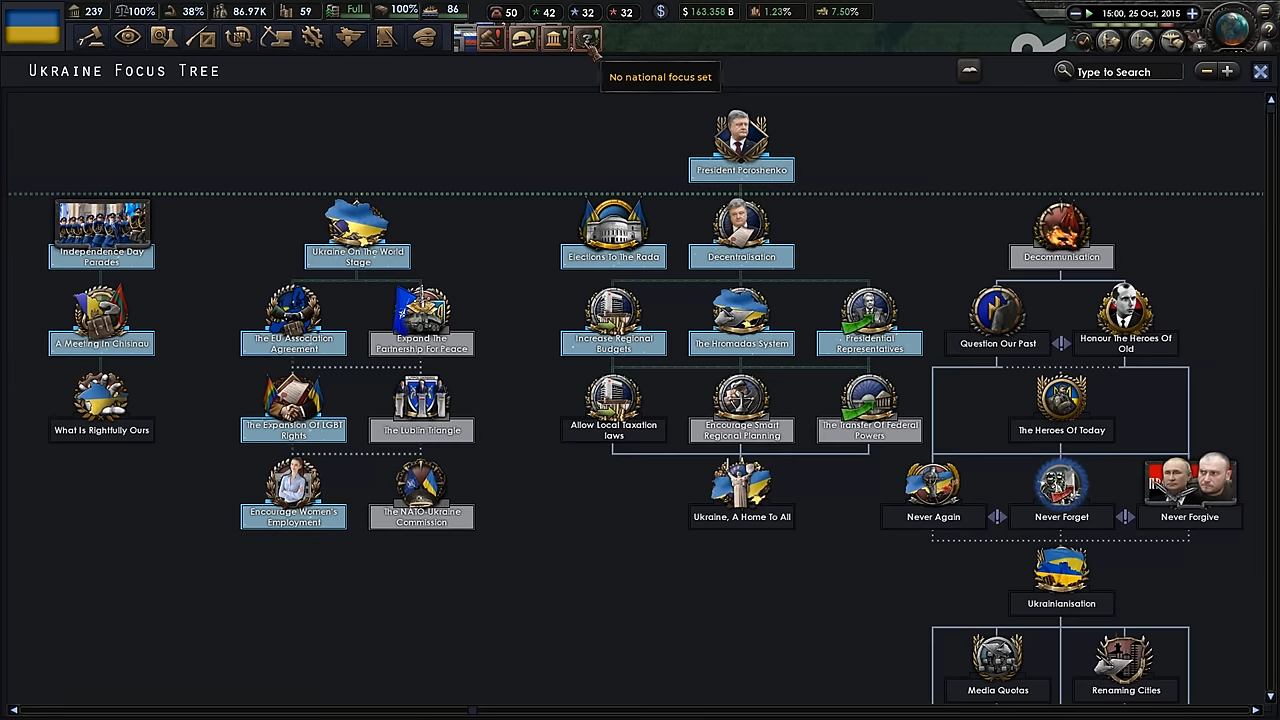 239 100% 38% 86.97K 59 Full 100% 86 50 42 32 32 $ $ 163.358 B 1.23% 7.50% 15:00, 25 Oct, 2015
7
UKRAINE FOCUS TREE
No national focus set
Type to Search
President Poroshenko
Independence Day
Parades
Ukraine On The World
Stage
Elections To The Rada
Decentralisation
Decommunisation
A Meeting In Chisinau
The EU Association
Agreement
Expand The
Partnership For Peace
Increase Regional
Budgets
The Hromadas System
Presidential
Representatives
Question Our Past
Honour The Heroes Of
Old
What Is Rightfully Ours
The Expansion Of LGBT
Rights
The Lublin Triangle
Allow Local Taxation
laws
Encourage Smart
Regional Planning
The Transfer Of Federal
Powers
The Heroes Of Today
Encourage Women's
Employment
The NATO-Ukraine
Commission
Ukraine, A Home To All
Never Again
Never Forget
Never Forgive
Ukrainianisation
Media Quotas
Renaming Cities